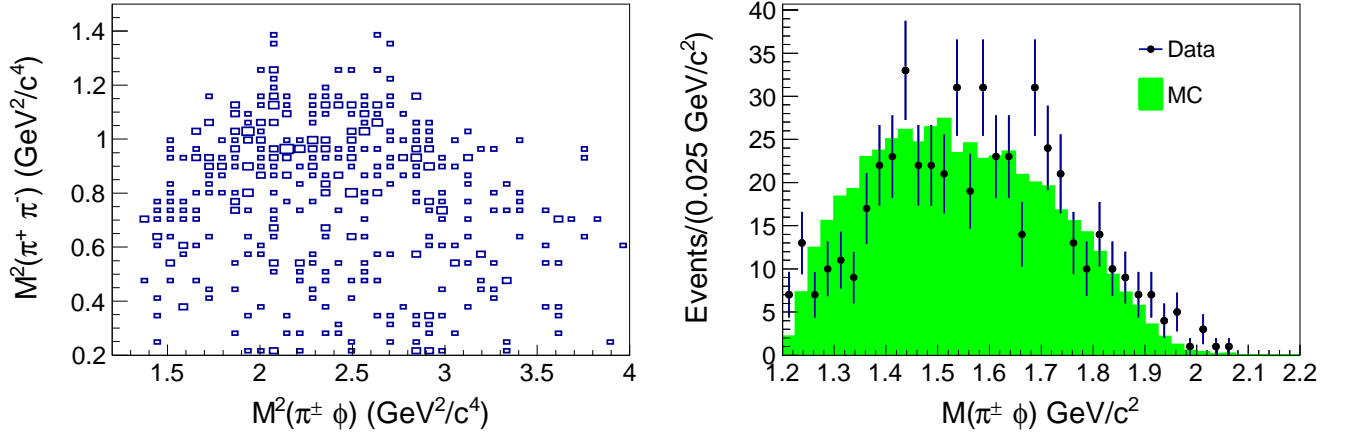 M²(π⁺ π⁻) (GeV²/c⁴)
1.4
1.2
1
0.8
0.6
0.4
0.2
1.5 2 2.5 3 3.5 4
M²(π± φ) (GeV²/c⁴)
Events/(0.025 GeV/c²)
40
35
30
25
20
15
10
5
0
Data
MC
1.2 1.3 1.4 1.5 1.6 1.7 1.8 1.9 2 2.1 2.2
M(π± φ) GeV/c²